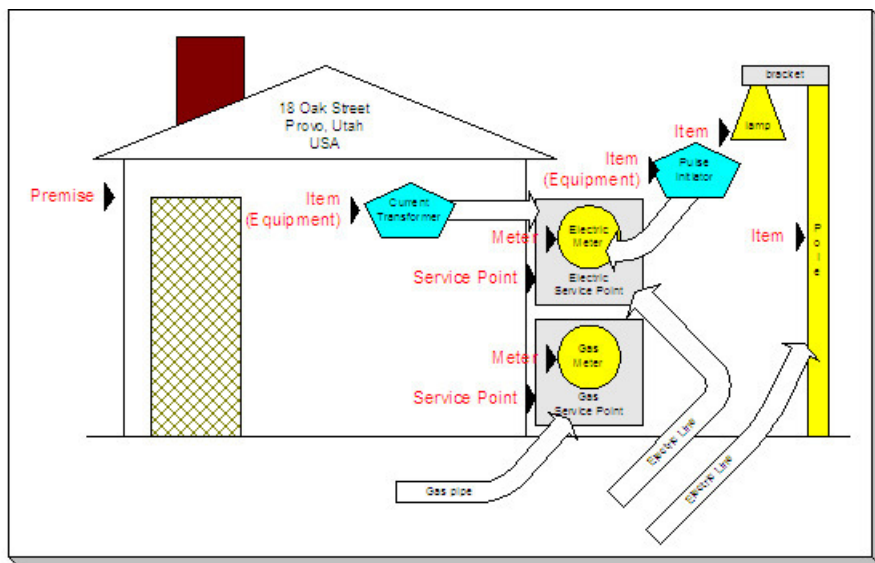 bracket
18 Oak Street
Provo, Utah
USA
lamp
Item
Item
(Equipment)
Pulse
Initiator
Premise
Item
(Equipment)
Current
Transformer
Meter
Electric
Meter
Item
Pole
Service Point
Electric
Service Point
Meter
Gas
Meter
Service Point
Gas
Service Point
Electric Line
Electric Line
Gas pipe